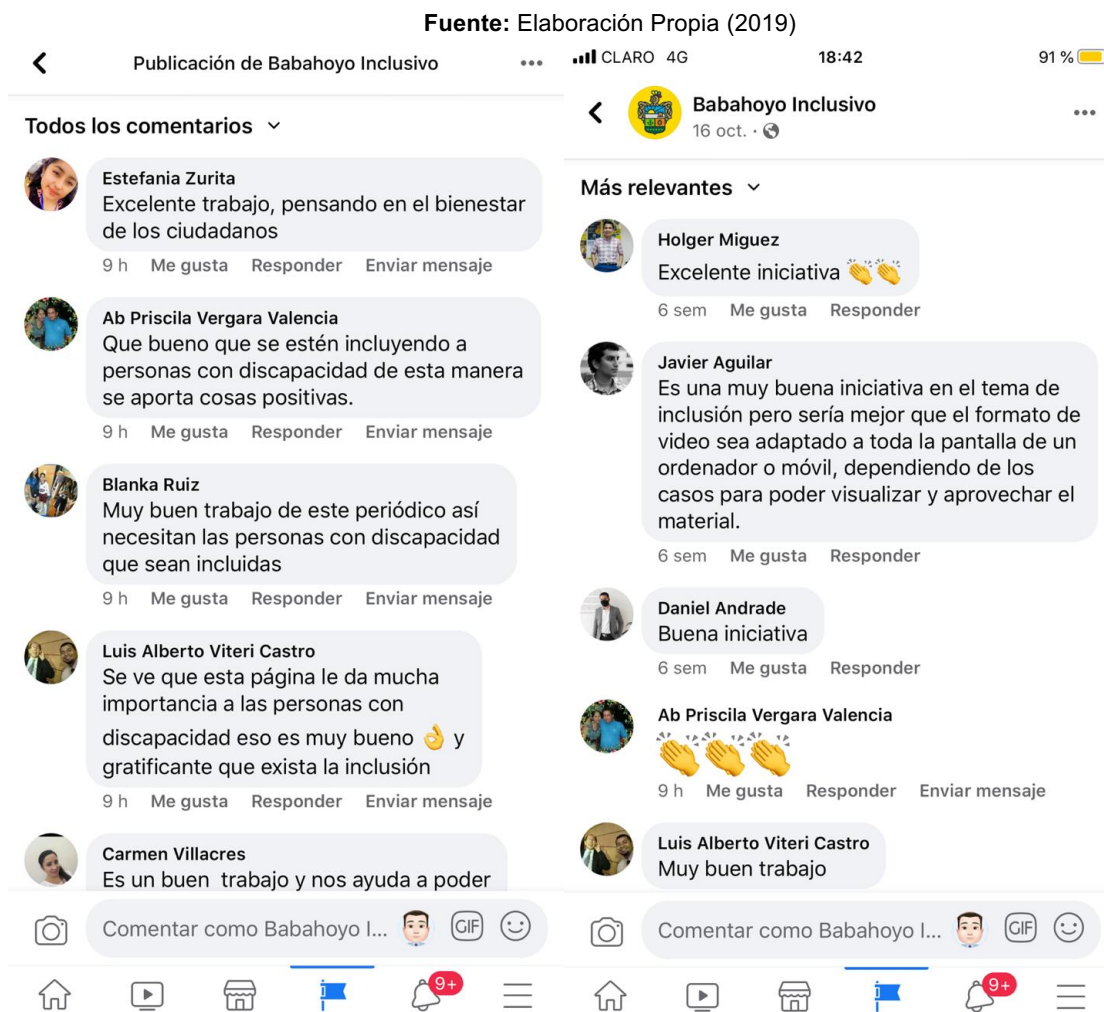 Fuente: Elaboración Propia (2019)
Publicación de Babahoyo Inclusivo
Todos los comentarios
Estefania Zurita
Excelente trabajo, pensando en el bienestar
de los ciudadanos
9 h Me gusta Responder Enviar mensaje
Ab Priscila Vergara Valencia
Que bueno que se estén incluyendo a
personas con discapacidad de esta manera
se aporta cosas positivas.
9 h Me gusta Responder Enviar mensaje
Blanka Ruiz
Muy buen trabajo de este periódico así
necesitan las personas con discapacidad
que sean incluidas
9 h Me gusta Responder Enviar mensaje
Luis Alberto Viteri Castro
Se ve que esta página le da mucha
importancia a las personas con
discapacidad eso es muy bueno 👌 y
gratificante que exista la inclusión
9 h Me gusta Responder Enviar mensaje
Carmen Villacres
Es un buen trabajo y nos ayuda a poder
Comentar como Babahoyo I...
GIF
9+
CLARO 4G 18:42 91 %
Babahoyo Inclusivo
16 oct. ·
Más relevantes
Holger Miguez
Excelente iniciativa 👏👏
6 sem Me gusta Responder
Javier Aguilar
Es una muy buena iniciativa en el tema de
inclusión pero sería mejor que el formato de
video sea adaptado a toda la pantalla de un
ordenador o móvil, dependiendo de los
casos para poder visualizar y aprovechar el
material.
6 sem Me gusta Responder
Daniel Andrade
Buena iniciativa
6 sem Me gusta Responder
Ab Priscila Vergara Valencia
👏👏👏
9 h Me gusta Responder Enviar mensaje
Luis Alberto Viteri Castro
Muy buen trabajo
Comentar como Babahoyo I...
GIF
9+